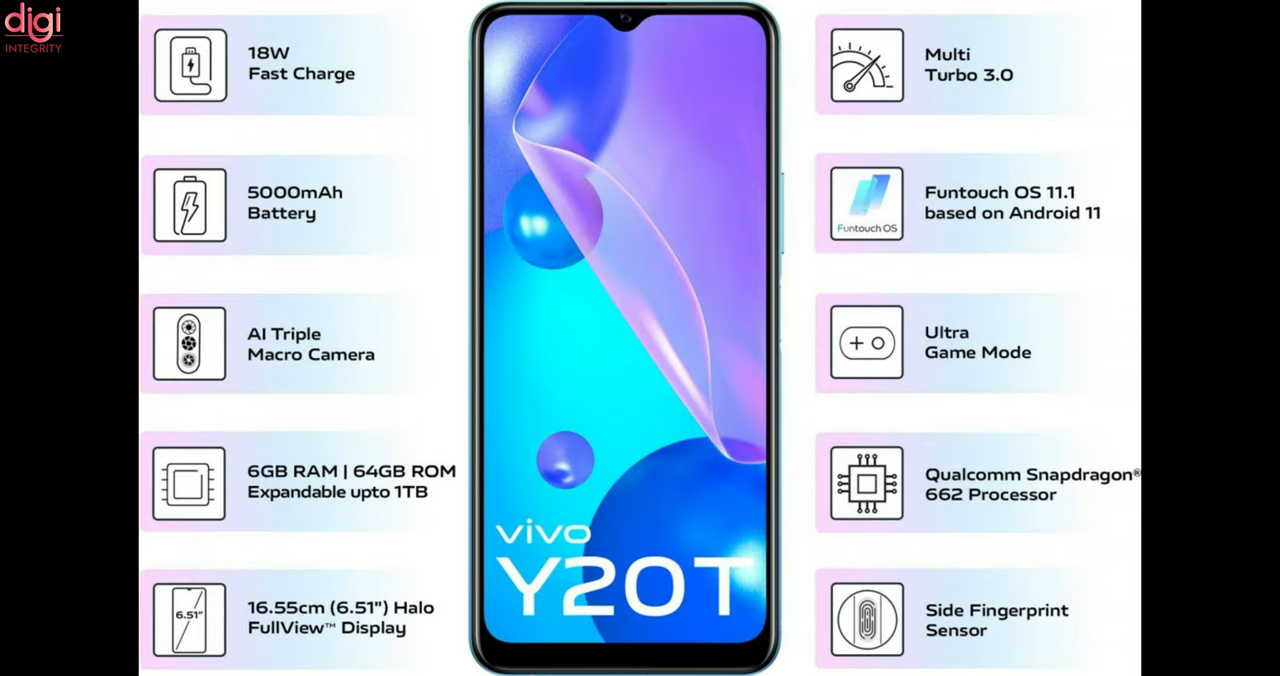 digi
INTEGRITY
18W
Fast Charge
5000mAh
Battery
AI Triple
Macro Camera
6GB RAM | 64GB ROM
Expandable upto 1TB
6.51"
16.55cm (6.51") Halo
FullView™ Display
vivo
Y20T
Multi
Turbo 3.0
Funtouch OS
Funtouch OS 11.1
based on Android 11
Ultra
Game Mode
Qualcomm Snapdragon®
662 Processor
Side Fingerprint
Sensor